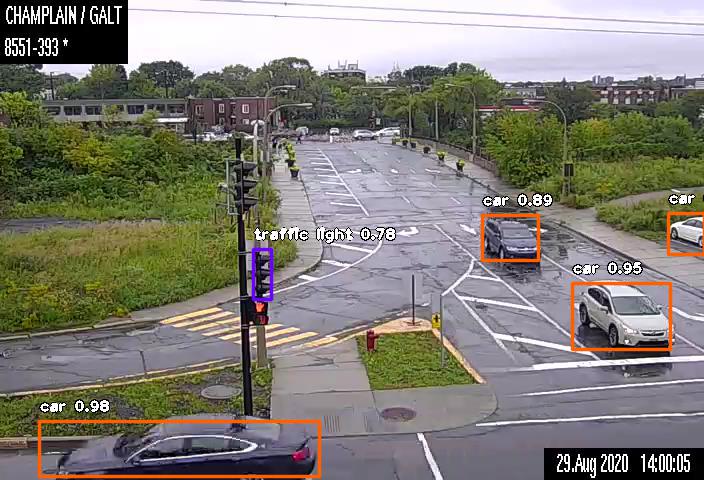 CHAMPLAIN / GALT
8551-393 *
car 0.89
car
traffic light 0.78
car 0.95
car 0.98
29.Aug 2020 14:00:05